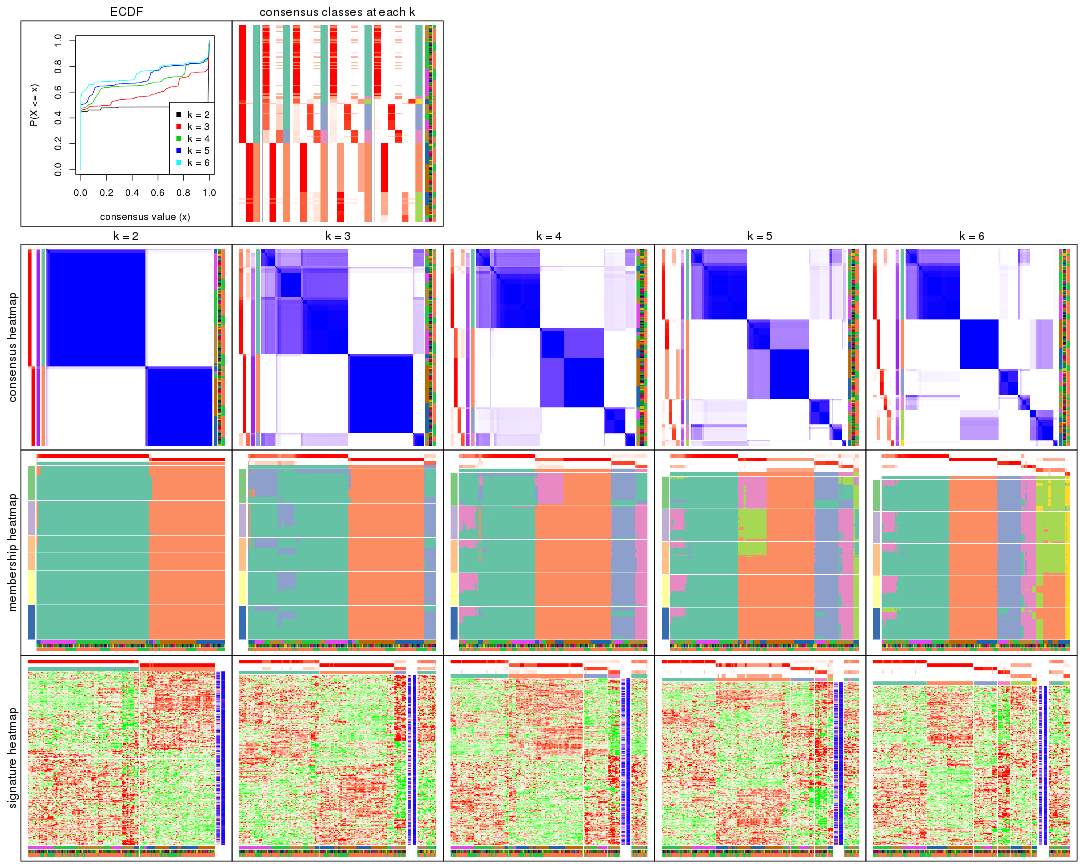 ECDF
consensus classes at each k
P(X <= x)
0.0 0.2 0.4 0.6 0.8 1.0
k = 2
k = 3
k = 4
k = 5
k = 6
0.0 0.2 0.4 0.6 0.8 1.0
consensus value (x)
k = 2
k = 3
k = 4
k = 5
k = 6
consensus heatmap
membership heatmap
signature heatmap